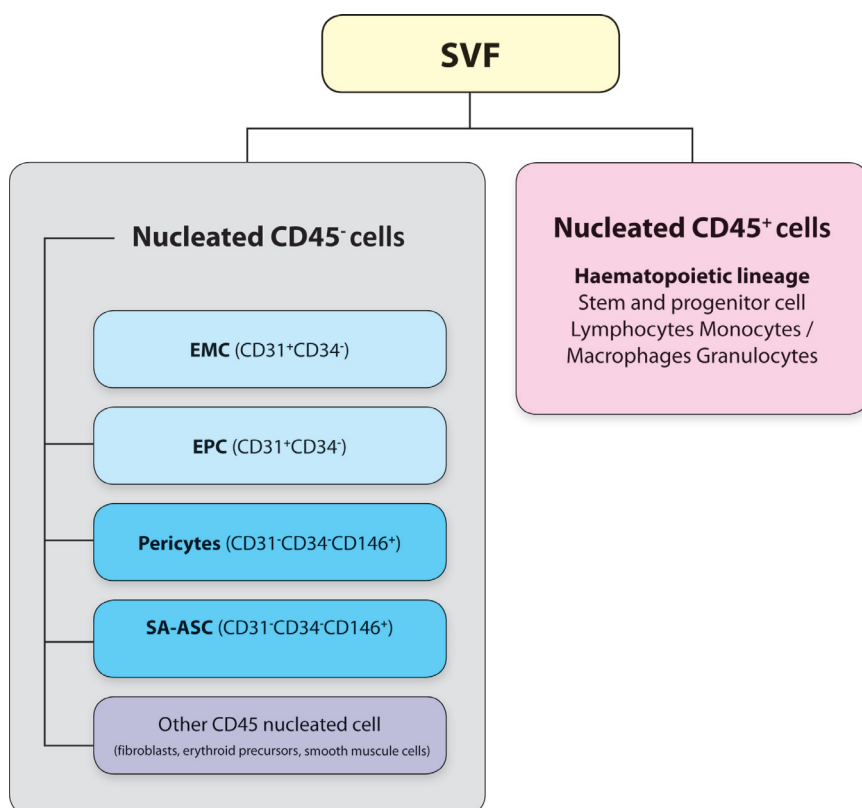 SVF
Nucleated CD45⁻ cells
EMC (CD31⁺CD34⁻)
EPC (CD31⁺CD34⁻)
Pericytes (CD31⁻CD34⁻CD146⁺)
SA-ASC (CD31⁻CD34⁻CD146⁺)
Other CD45 nucleated cell
(fibroblasts, erythroid precursors, smooth muscle cells)
Nucleated CD45⁺ cells
Haematopoietic lineage
Stem and progenitor cell
Lymphocytes Monocytes /
Macrophages Granulocytes